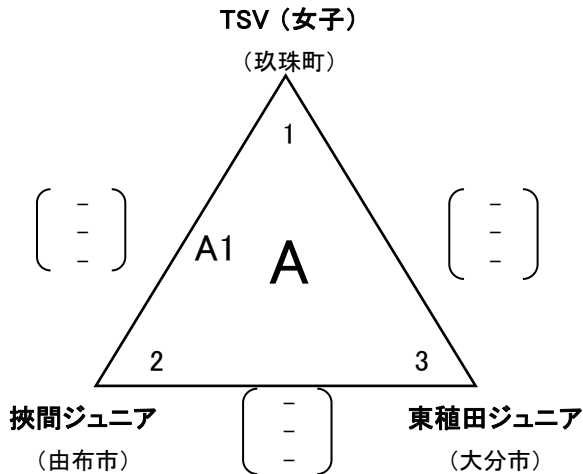 TSV（女子）
（玖珠町）
1
－ － －
－ － －
A1 A
2 3
挾間ジュニア 東稙田ジュニア
（由布市） （大分市）
－ － －